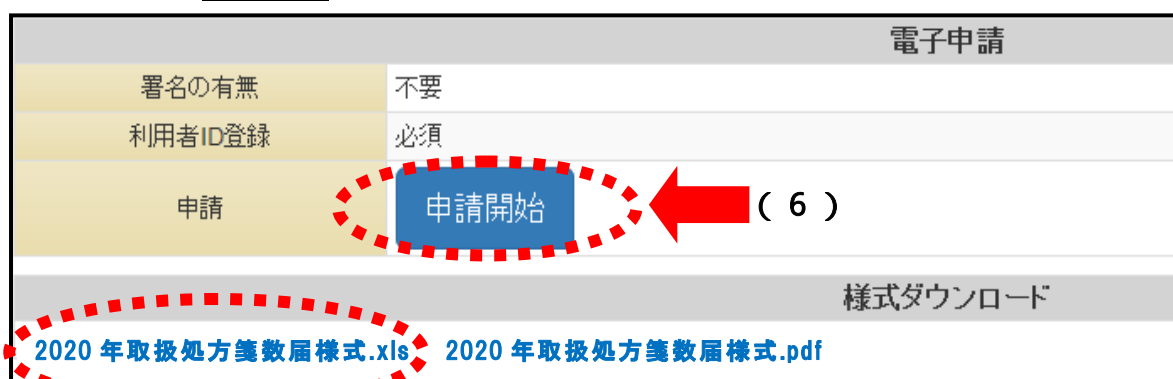 電子申請
署名の有無 不要
利用者ID登録 必須
申請 申請開始 (6)
様式ダウンロード
2020年取扱処方箋数届様式.xls 2020年取扱処方箋数届様式.pdf